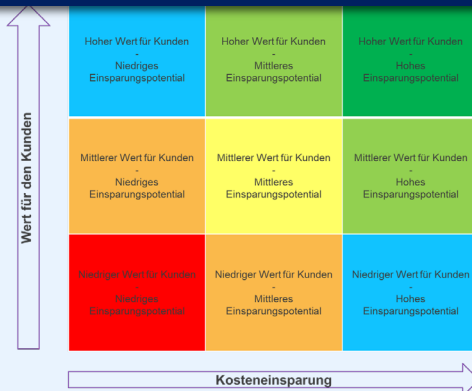 Wert für den Kunden
Hoher Wert für Kunden
-
Niedriges
Einsparungspotential
Hoher Wert für Kunden
-
Mittleres
Einsparungspotential
Hoher Wert für Kunden
-
Hohes
Einsparungspotential
Mittlerer Wert für Kunden
-
Niedriges
Einsparungspotential
Mittlerer Wert für Kunden
-
Mittleres
Einsparungspotential
Mittlerer Wert für Kunden
-
Hohes
Einsparungspotential
Niedriger Wert für Kunden
-
Niedriges
Einsparungspotential
Niedriger Wert für Kunden
-
Mittleres
Einsparungspotential
Niedriger Wert für Kunden
-
Hohes
Einsparungspotential
Kosteneinsparung